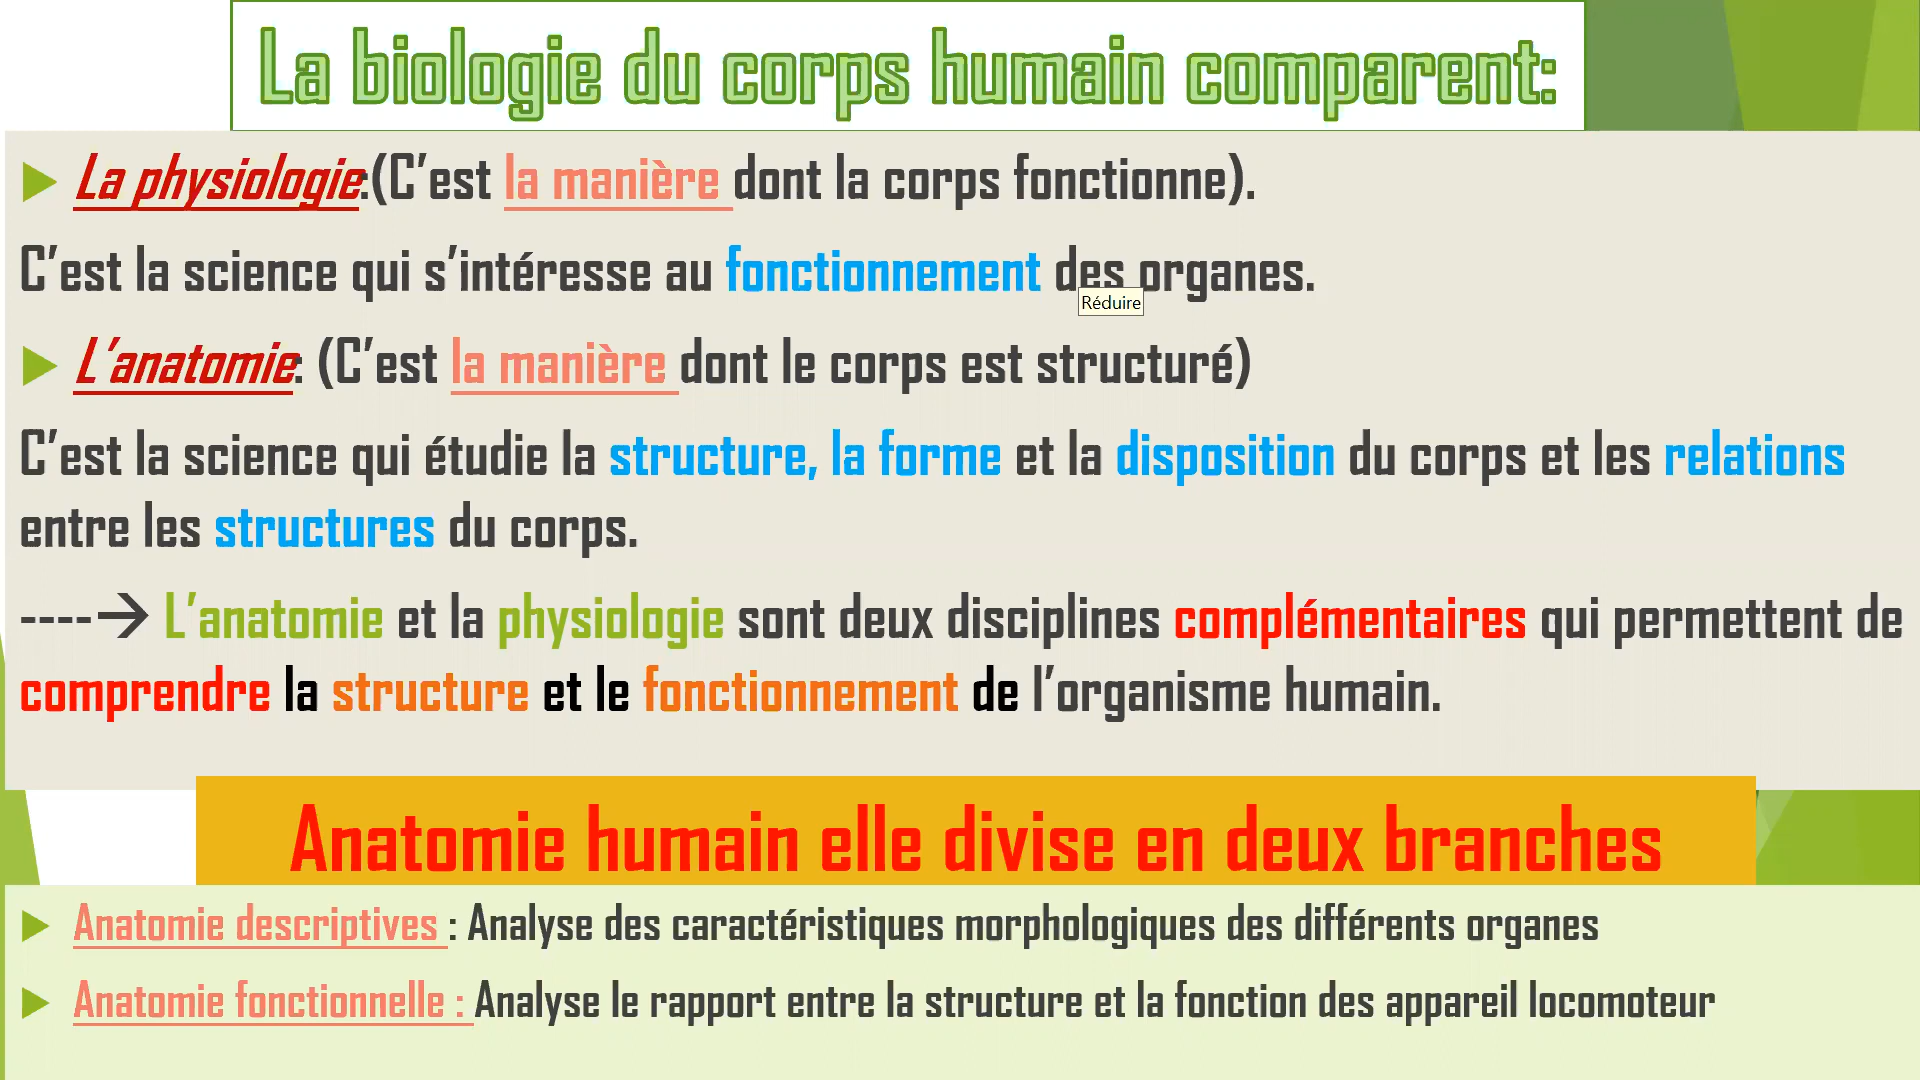 La biologie du corps humain comparent:
La physiologie:(C’est la manière dont la corps fonctionne).
C’est la science qui s’intéresse au fonctionnement des organes.
Réduire
L’anatomie: (C’est la manière dont le corps est structuré)
C’est la science qui étudie la structure, la forme et la disposition du corps et les relations
entre les structures du corps.
----→ L’anatomie et la physiologie sont deux disciplines complémentaires qui permettent de
comprendre la structure et le fonctionnement de l’organisme humain.
Anatomie humain elle divise en deux branches
Anatomie descriptives : Analyse des caractéristiques morphologiques des différents organes
Anatomie fonctionnelle : Analyse le rapport entre la structure et la fonction des appareil locomoteur